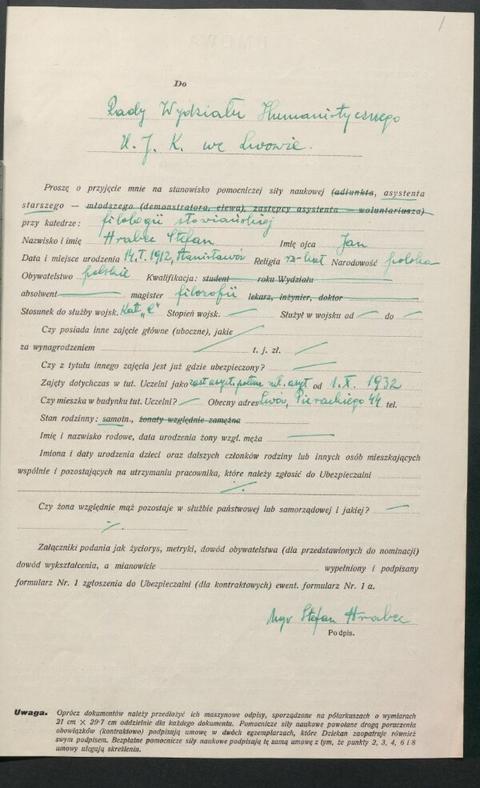 1
Do
Rady Wydziału Humanistycznego
U. J. K. we Lwowie.
Proszę o przyjęcie mnie na stanowisko pomocniczej siły naukowej (adiunkta, asystenta
starszego — młodszego (demonstratora, elewa), zastępcy asystenta — woluntariusza)
przy katedrze: filologii słowiańskiej
Nazwisko i imię Hrabec Stefan Imię ojca Jan
Data i miejsce urodzenia 14.I.1912, Stanisławów Religia rz-kat Narodowość polska
Obywatelstwo polskie Kwalifikacja: student roku Wydziału
absolwent magister filozofii lekarz, inżynier, doktor
Stosunek do służby wojsk. Kat. „C" Stopień wojsk. — Służył w wojsku od — do —
Czy posiada inne zajęcie główne (uboczne), jakie
za wynagrodzeniem t. j. zł.
Czy z tytułu innego zajęcia jest już gdzie ubezpieczony? —
Zajęty dotychczas w tut. Uczelni jako zast. asyst. od 1.X.1932
Czy mieszka w budynku tut. Uczelni? — Obecny adres Lwów, Pierackiego 44 tel.
Stan rodzinny: samotn., żonaty względnie zamężna
Imię i nazwisko rodowe, data urodzenia żony wzgl. męża —
Imiona i daty urodzenia dzieci oraz dalszych członków rodziny lub innych osób mieszkających
wspólnie i pozostających na utrzymaniu pracownika, które należy zgłosić do Ubezpieczalni
./.
Czy żona względnie mąż pozostaje w służbie państwowej lub samorządowej i jakiej? —
./.
Załączniki podania jak życiorys, metryki, dowód obywatelstwa (dla przedstawionych do nominacji)
dowód wykształcenia, a mianowicie wypełniony i podpisany
formularz Nr. 1 zgłoszenia do Ubezpieczalni (dla kontraktowych) ewent. formularz Nr. 1 a.
Mgr Stefan Hrabec
Podpis.
Uwaga. Oprócz dokumentów należy przedłożyć ich maszynowe odpisy, sporządzone na półarkuszach o wymiarach
21 cm × 29·7 cm oddzielnie dla każdego dokumentu. Pomocnicze siły naukowe powołane drogą poruczenia
obowiązków (kontraktowe) podpisują umowę w dwóch egzemplarzach, które Dziekan zaopatruje również
swym podpisem. Bezpłatne pomocnicze siły naukowe podpisują tę samą umowę z tym, że punkty 2, 3, 4, 6 i 8
umowy ulegają skreśleniu.